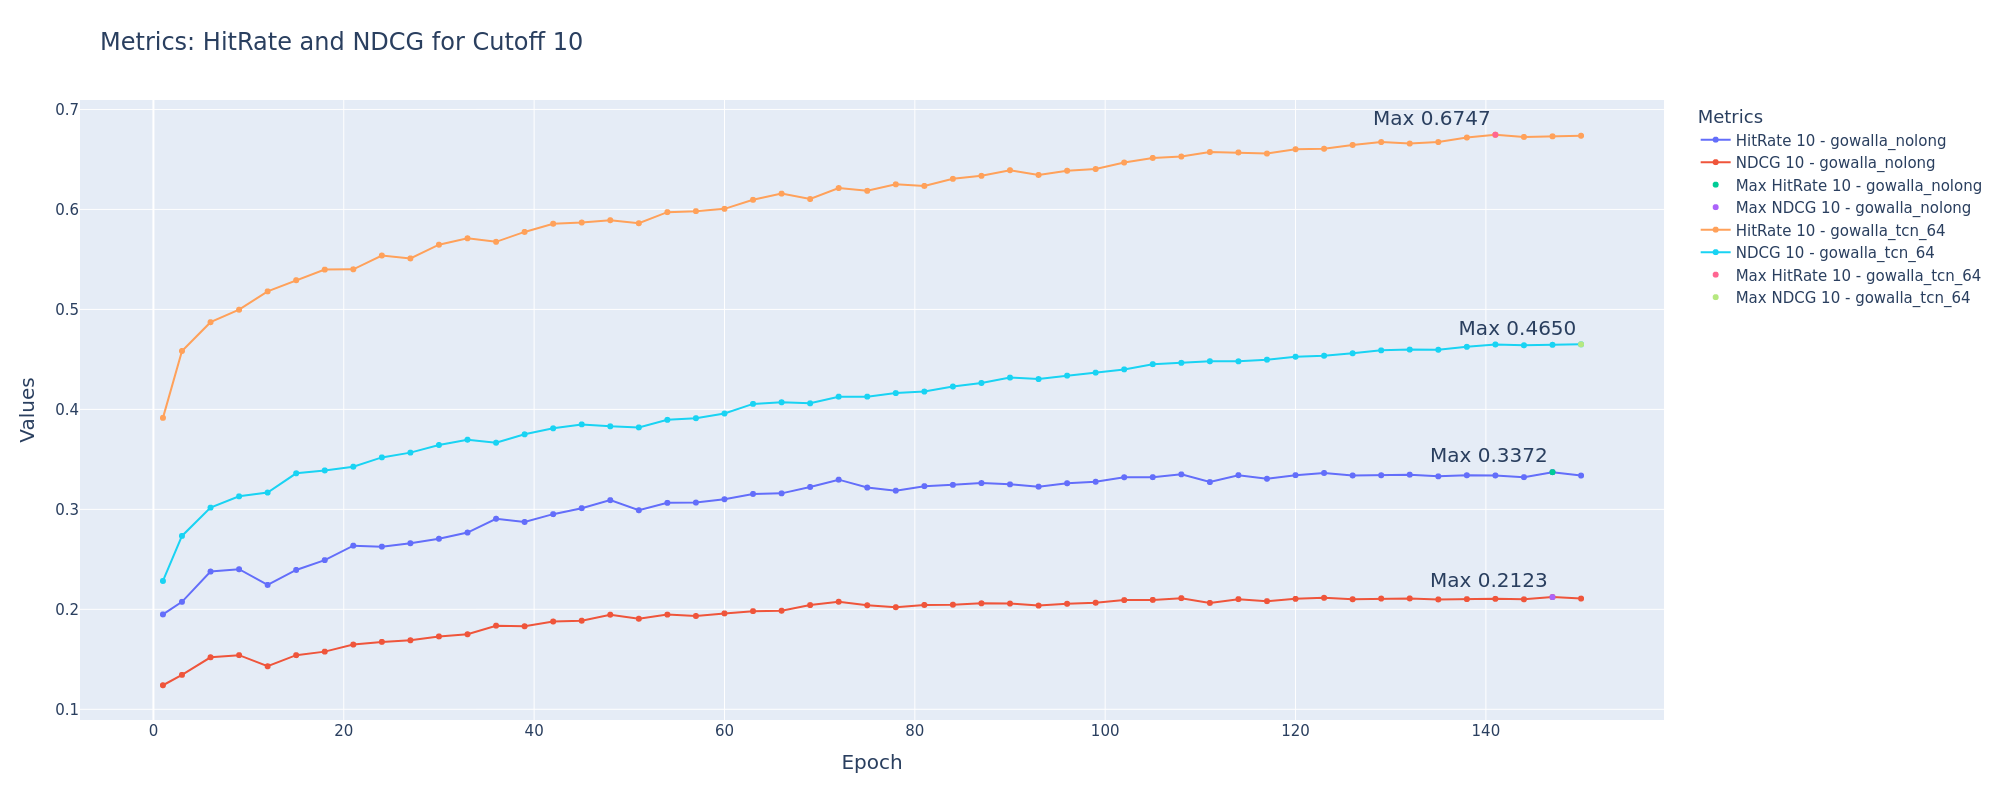 Metrics: HitRate and NDCG for Cutoff 10
Values
0.7
0.6
0.5
0.4
0.3
0.2
0.1
Max 0.6747
Max 0.4650
Max 0.3372
Max 0.2123
0 20 40 60 80 100 120 140
Epoch
Metrics
HitRate 10 - gowalla_nolong
NDCG 10 - gowalla_nolong
Max HitRate 10 - gowalla_nolong
Max NDCG 10 - gowalla_nolong
HitRate 10 - gowalla_tcn_64
NDCG 10 - gowalla_tcn_64
Max HitRate 10 - gowalla_tcn_64
Max NDCG 10 - gowalla_tcn_64